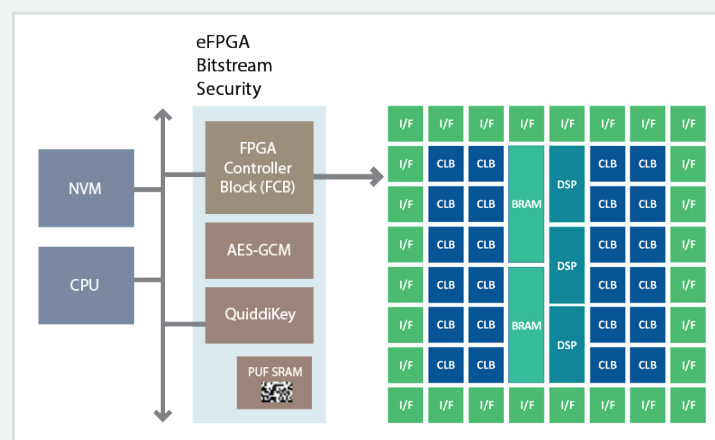 eFPGA
Bitstream
Security
NVM
CPU
FPGA
Controller
Block (FCB)
AES-GCM
QuiddiKey
PUF SRAM
I/F I/F I/F I/F I/F I/F I/F I/F
I/F CLB CLB CLB CLB I/F
DSP
I/F CLB CLB BRAM CLB CLB I/F
I/F CLB CLB CLB CLB I/F
DSP
I/F CLB CLB CLB CLB I/F
I/F CLB CLB BRAM CLB CLB I/F
DSP
I/F CLB CLB CLB CLB I/F
I/F I/F I/F I/F I/F I/F I/F I/F